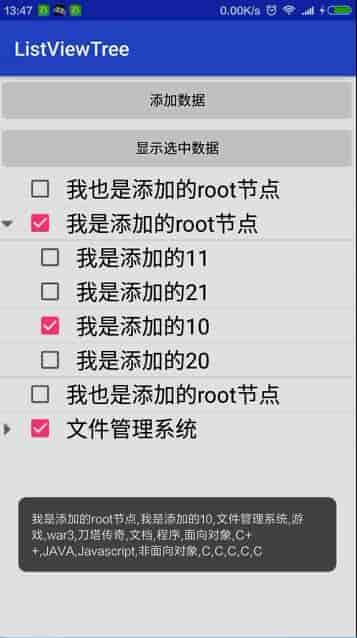 13:47 0.00K/s
ListViewTree
添加数据
显示选中数据
我也是添加的root节点
我是添加的root节点
我是添加的11
我是添加的21
我是添加的10
我是添加的20
我也是添加的root节点
文件管理系统
我是添加的root节点,我是添加的10,文件管理系统,游
戏,war3,刀塔传奇,文档,程序,面向对象,C+
+,JAVA,Javascript,非面向对象,C,C,C,C,C